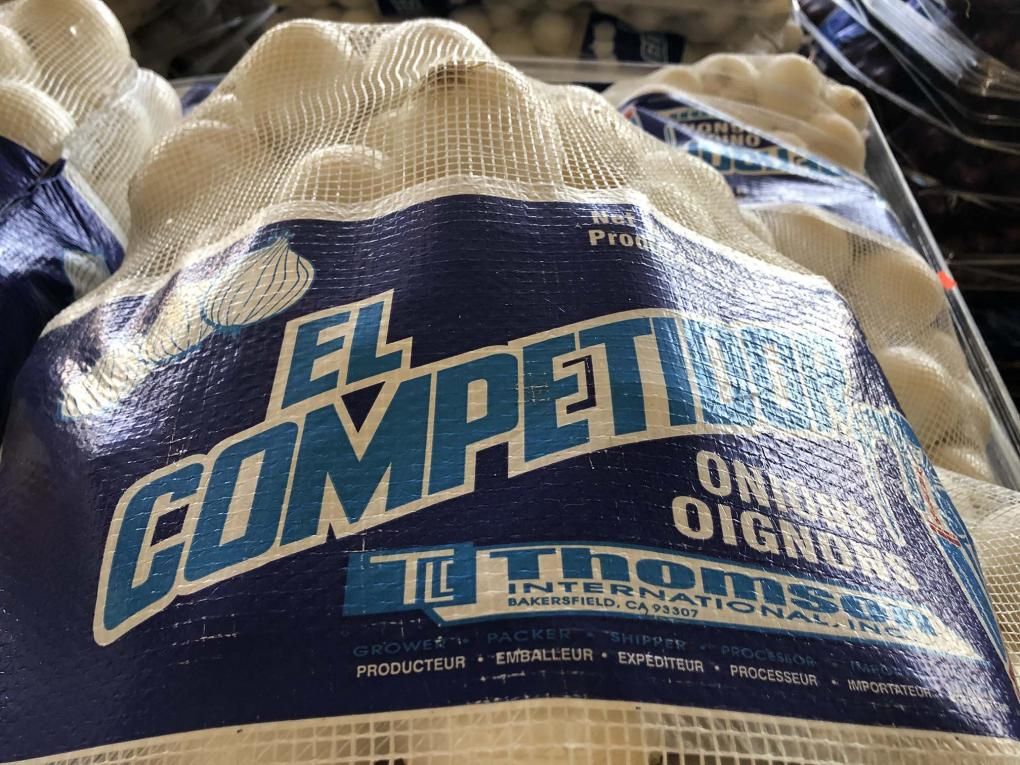 Net
Prod
EL
COMPETIDOR
ONIONS
OIGNONS
TLC Thomson
INTERNATIONAL, INC.
BAKERSFIELD, CA 93307
GROWER • PACKER • SHIPPER • PROCESSOR •
PRODUCTEUR • EMBALLEUR • EXPÉDITEUR • PROCESSEUR • IMPORTATEUR